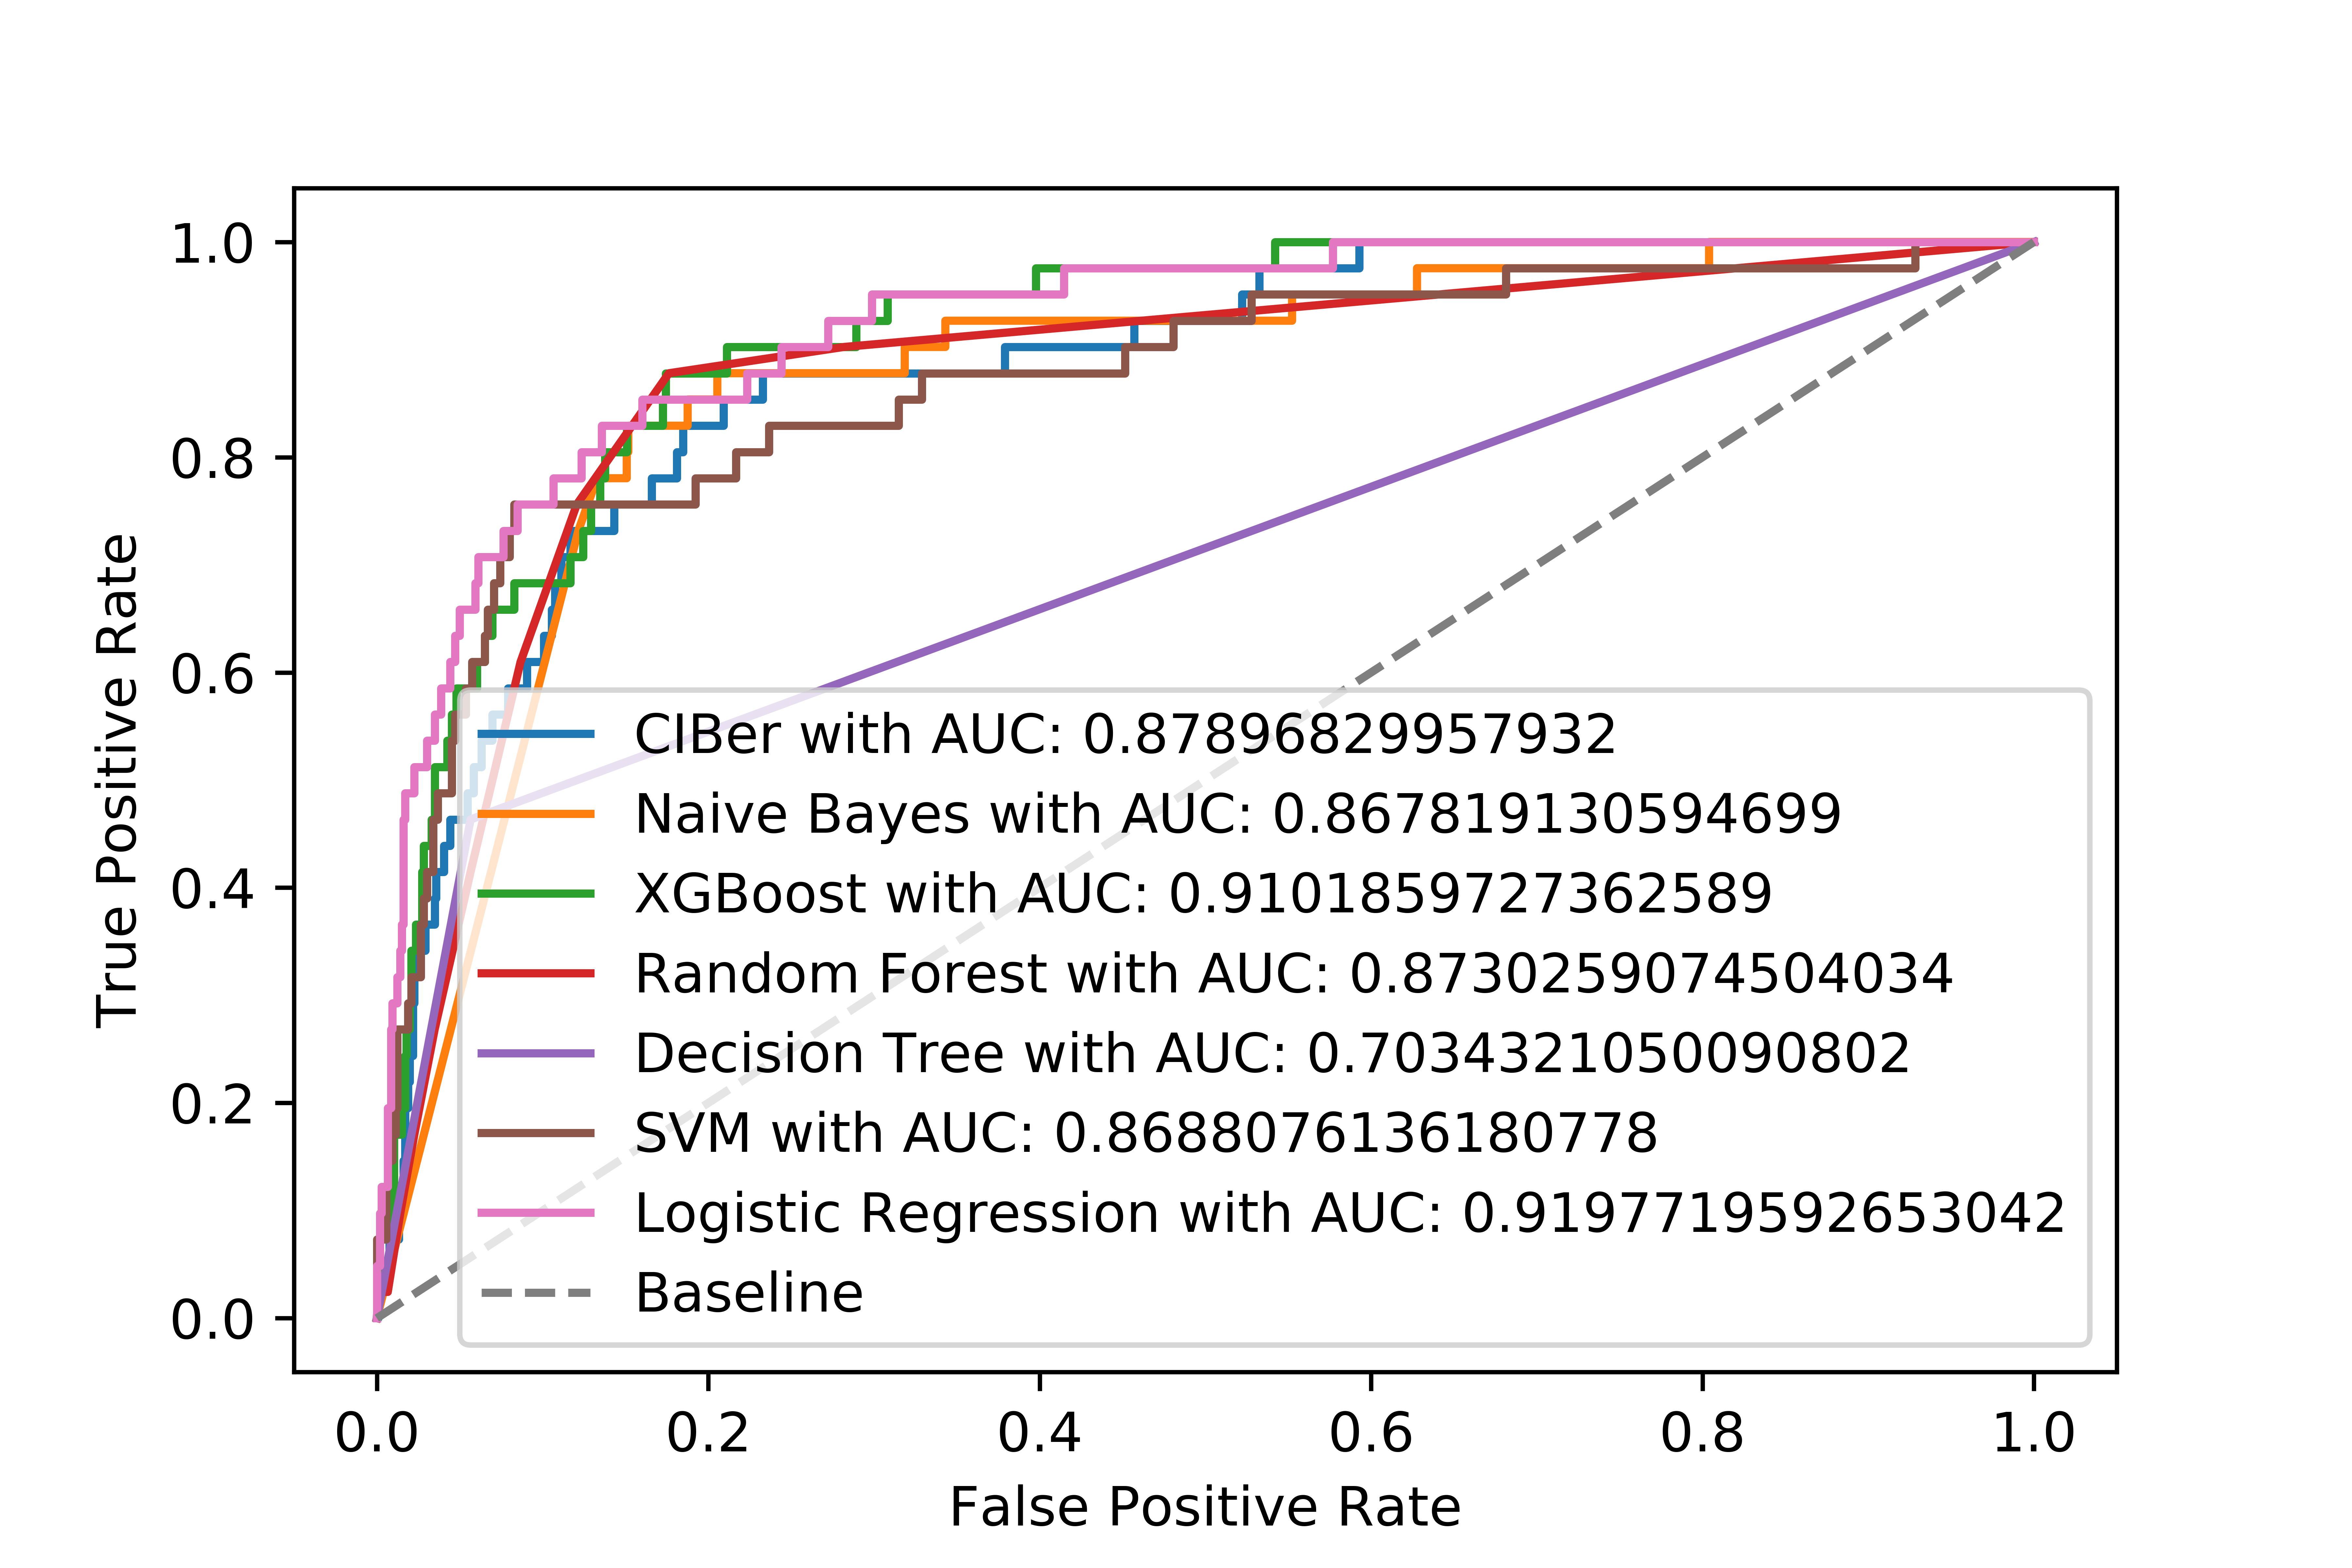 1.0
0.8
0.6
0.4
0.2
0.0
True Positive Rate
CIBer with AUC: 0.87896829957932
Naive Bayes with AUC: 0.867819130594699
XGBoost with AUC: 0.9101859727362589
Random Forest with AUC: 0.8730259074504034
Decision Tree with AUC: 0.7034321050090802
SVM with AUC: 0.8688076136180778
Logistic Regression with AUC: 0.9197719592653042
Baseline
0.0 0.2 0.4 0.6 0.8 1.0
False Positive Rate